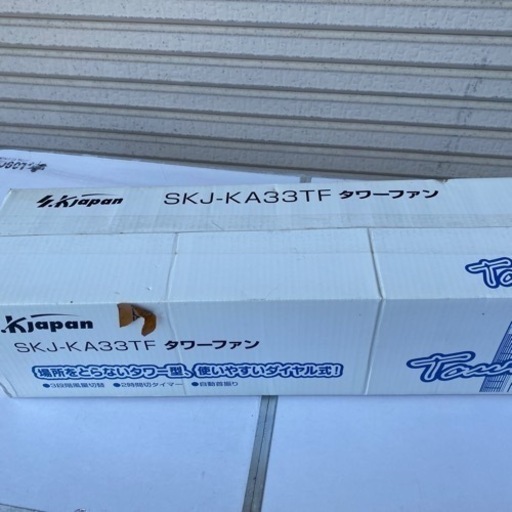 S.Kjapan SKJ-KA33TF タワーファン
.Kjapan
SKJ-KA33TF タワーファン
場所をとらないタワー型、使いやすいダイヤル式!
●3段階風量切替 ●2時間切タイマー ●自動首振り